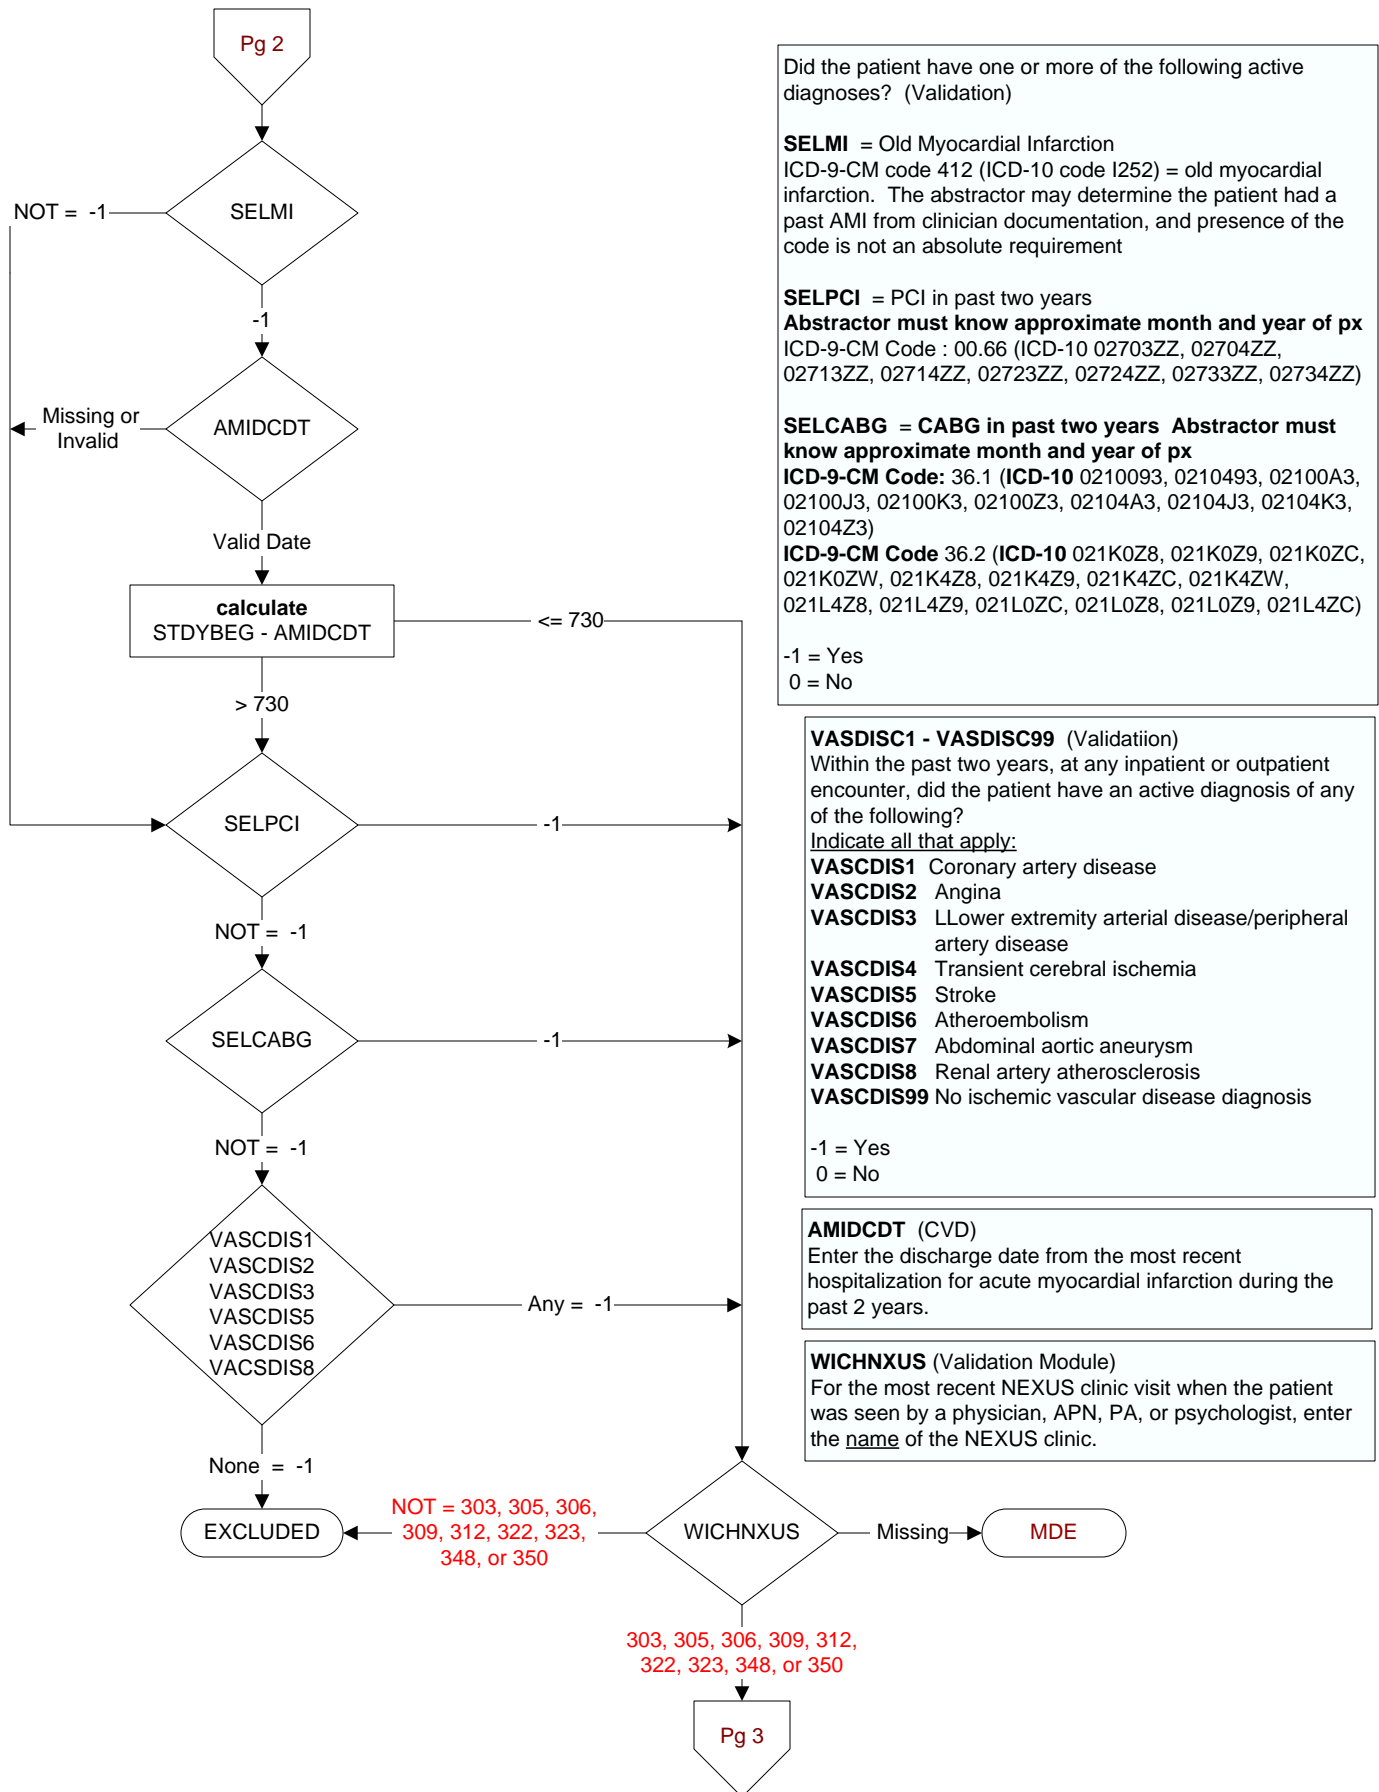 Pg 2
SELMI
NOT = -1
-1
AMIDCDT
Missing or
Invalid
Valid Date
calculate
STDYBEG - AMIDCDT
<= 730
> 730
SELPCI
-1
NOT = -1
SELCABG
-1
NOT = -1
VASCDIS1
VASCDIS2
VASCDIS3
VASCDIS5
VASCDIS6
VACSDIS8
Any = -1
None = -1
EXCLUDED
NOT = 303, 305, 306,
309, 312, 322, 323,
348, or 350
WICHNXUS
Missing
MDE
303, 305, 306, 309, 312,
322, 323, 348, or 350
Pg 3
Did the patient have one or more of the following active
diagnoses? (Validation)
SELMI = Old Myocardial Infarction
ICD-9-CM code 412 (ICD-10 code I252) = old myocardial
infarction. The abstractor may determine the patient had a
past AMI from clinician documentation, and presence of the
code is not an absolute requirement
SELPCI = PCI in past two years
Abstractor must know approximate month and year of px
ICD-9-CM Code : 00.66 (ICD-10 02703ZZ, 02704ZZ,
02713ZZ, 02714ZZ, 02723ZZ, 02724ZZ, 02733ZZ, 02734ZZ)
SELCABG = CABG in past two years Abstractor must
know approximate month and year of px
ICD-9-CM Code: 36.1 (ICD-10 0210093, 0210493, 02100A3,
02100J3, 02100K3, 02100Z3, 02104A3, 02104J3, 02104K3,
02104Z3)
ICD-9-CM Code 36.2 (ICD-10 021K0Z8, 021K0Z9, 021K0ZC,
021K0ZW, 021K4Z8, 021K4Z9, 021K4ZC, 021K4ZW,
021L4Z8, 021L4Z9, 021L0ZC, 021L0Z8, 021L0Z9, 021L4ZC)
-1 = Yes
0 = No
VASDISC1 - VASDISC99 (Validatiion)
Within the past two years, at any inpatient or outpatient
encounter, did the patient have an active diagnosis of any
of the following?
Indicate all that apply:
VASCDIS1 Coronary artery disease
VASCDIS2 Angina
VASCDIS3 LLower extremity arterial disease/peripheral
artery disease
VASCDIS4 Transient cerebral ischemia
VASCDIS5 Stroke
VASCDIS6 Atheroembolism
VASCDIS7 Abdominal aortic aneurysm
VASCDIS8 Renal artery atherosclerosis
VASCDIS99 No ischemic vascular disease diagnosis
-1 = Yes
0 = No
AMIDCDT (CVD)
Enter the discharge date from the most recent
hospitalization for acute myocardial infarction during the
past 2 years.
WICHNXUS (Validation Module)
For the most recent NEXUS clinic visit when the patient
was seen by a physician, APN, PA, or psychologist, enter
the name of the NEXUS clinic.